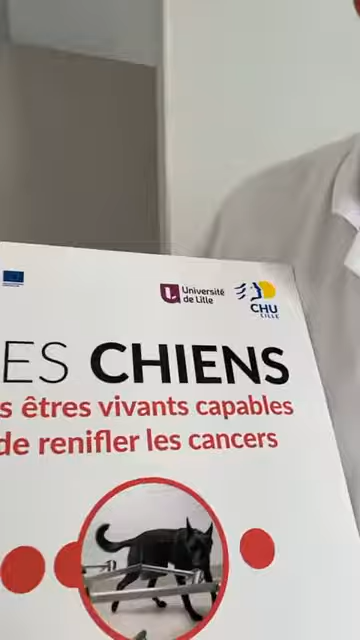 Université
de Lille
CHU
LILLE
ES CHIENS
s êtres vivants capables
de renifler les cancers